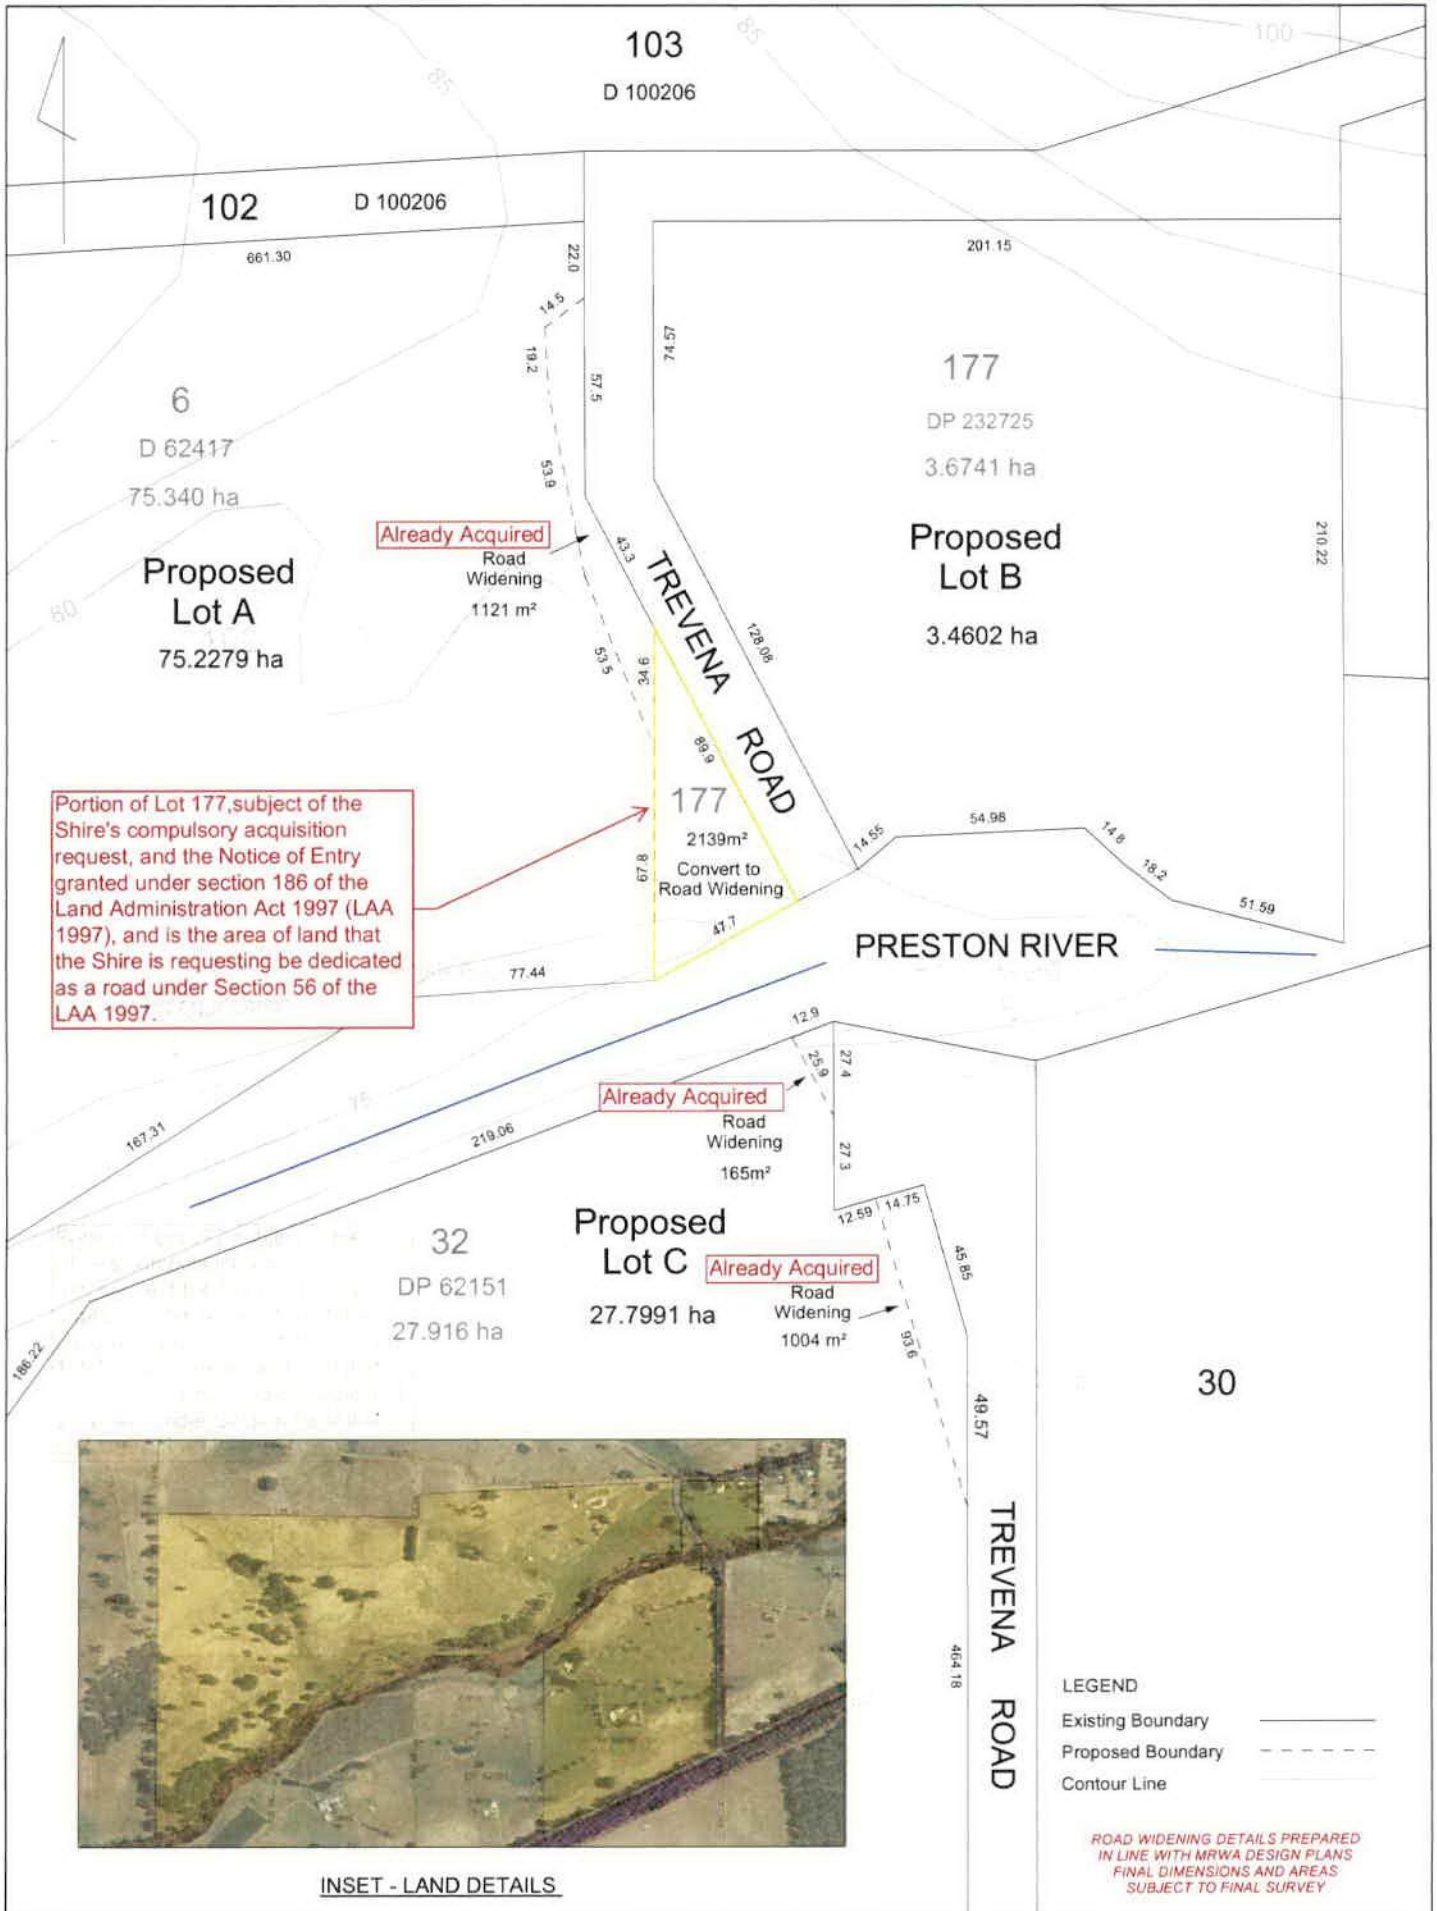 103
D 100206
85
85
100
102
D 100206
661.30
22.0
14.5
19.2
57.5
74.57
201.15
6
D 62417
75.340 ha
177
DP 232725
3.6741 ha
53.9
Already Acquired
Road
Widening
1121 m²
43.3
Proposed
Lot A
75.2279 ha
80
Proposed
Lot B
3.4602 ha
210.22
TREVENA ROAD
128.08
53.5
34.6
89.9
177
2139m²
Convert to
Road Widening
67.8
47.7
Portion of Lot 177,subject of the
Shire's compulsory acquisition
request, and the Notice of Entry
granted under section 186 of the
Land Administration Act 1997 (LAA
1997), and is the area of land that
the Shire is requesting be dedicated
as a road under Section 56 of the
LAA 1997.
14.55
54.98
14.8
18.2
51.59
PRESTON RIVER
77.44
12.9
25.9
27.4
Already Acquired
Road
Widening
165m²
27.3
75
167.31
219.06
12.59
14.75
45.85
32
DP 62151
27.916 ha
Proposed
Lot C
27.7991 ha
Already Acquired
Road
Widening
1004 m²
93.6
186.22
49.57
30
TREVENA ROAD
464.18
LEGEND
Existing Boundary
Proposed Boundary
Contour Line
ROAD WIDENING DETAILS PREPARED
IN LINE WITH MRWA DESIGN PLANS
FINAL DIMENSIONS AND AREAS
SUBJECT TO FINAL SURVEY
INSET - LAND DETAILS